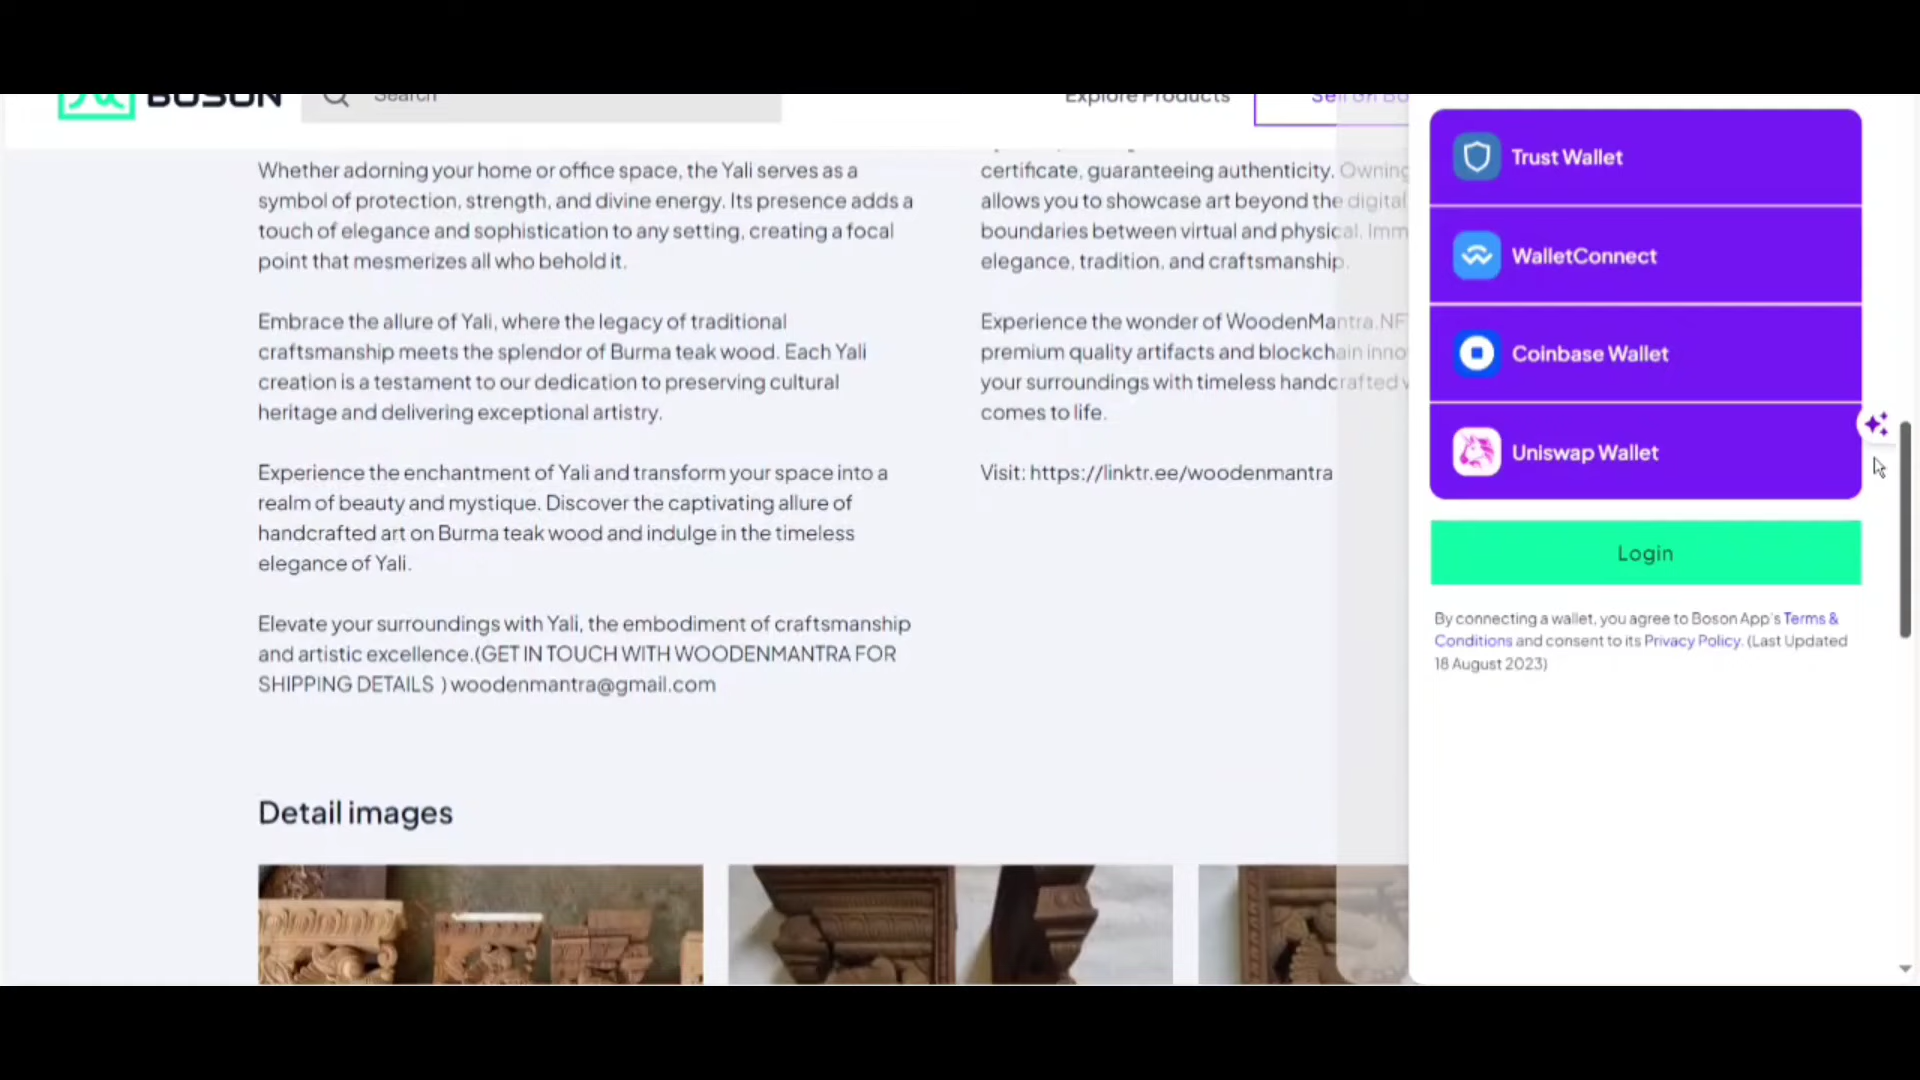 BOSON
Search
Explore Products
Sell on Bo
Whether adorning your home or office space, the Yali serves as a
symbol of protection, strength, and divine energy. Its presence adds a
touch of elegance and sophistication to any setting, creating a focal
point that mesmerizes all who behold it.
Embrace the allure of Yali, where the legacy of traditional
craftsmanship meets the splendor of Burma teak wood. Each Yali
creation is a testament to our dedication to preserving cultural
heritage and delivering exceptional artistry.
Experience the enchantment of Yali and transform your space into a
realm of beauty and mystique. Discover the captivating allure of
handcrafted art on Burma teak wood and indulge in the timeless
elegance of Yali.
Elevate your surroundings with Yali, the embodiment of craftsmanship
and artistic excellence.(GET IN TOUCH WITH WOODENMANTRA FOR
SHIPPING DETAILS ) woodenmantra@gmail.com
certificate, guaranteeing authenticity. Owning
allows you to showcase art beyond the digital
boundaries between virtual and physical. Imm
elegance, tradition, and craftsmanship.
Experience the wonder of WoodenMantra.NF
premium quality artifacts and blockchain inno
your surroundings with timeless handcrafted
comes to life.
Visit: https://linktr.ee/woodenmantra
Detail images
Trust Wallet
WalletConnect
Coinbase Wallet
Uniswap Wallet
Login
By connecting a wallet, you agree to Boson App's Terms &
Conditions and consent to its Privacy Policy. (Last Updated
18 August 2023)